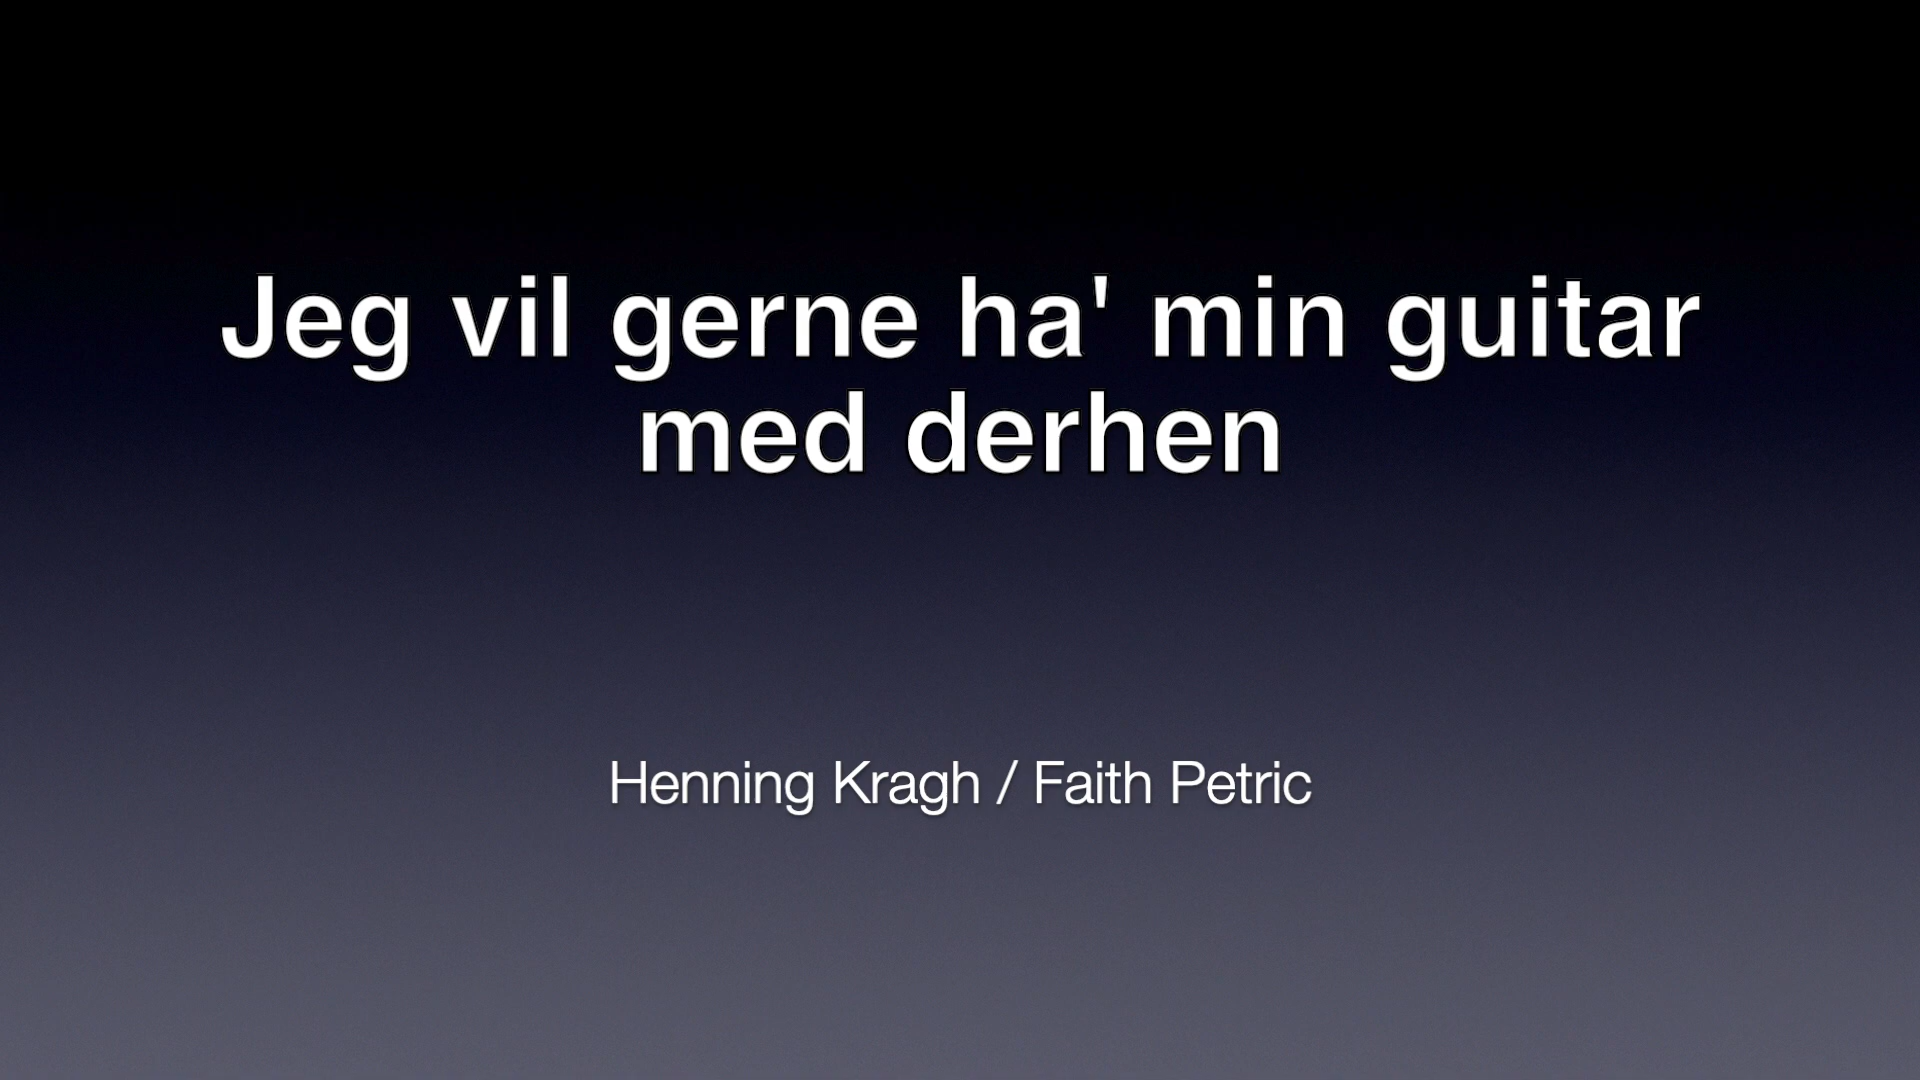 Jeg vil gerne ha' min guitar
med derhen
Henning Kragh / Faith Petric